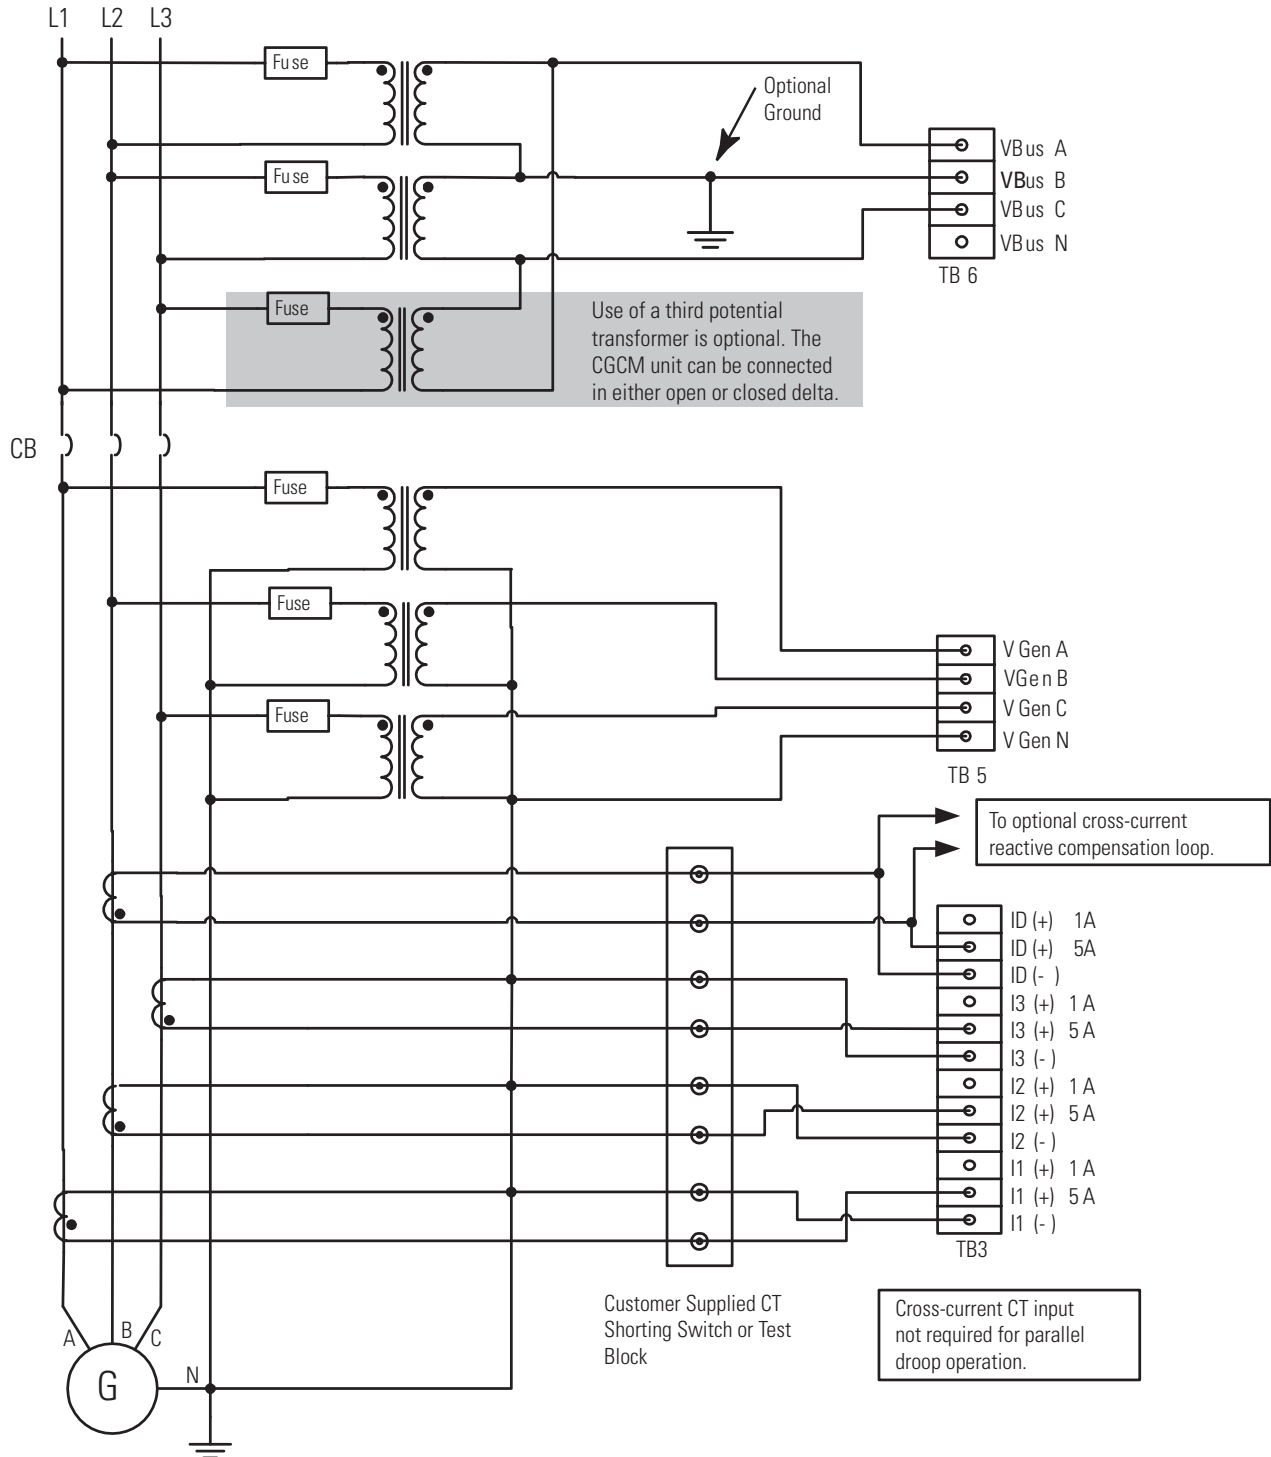 L1 L2 L3
Fuse
Optional
Ground
VBus A
Fuse
VBus B
VBus C
VBus N
TB 6
Fuse
Use of a third potential
transformer is optional. The
CGCM unit can be connected
in either open or closed delta.
CB
Fuse
Fuse
V Gen A
VGen B
Fuse
V Gen C
V Gen N
TB 5
To optional cross-current
reactive compensation loop.
ID (+) 1A
ID (+) 5A
ID (- )
I3 (+) 1 A
I3 (+) 5 A
I3 (- )
I2 (+) 1 A
I2 (+) 5 A
I2 (- )
I1 (+) 1 A
I1 (+) 5 A
I1 (- )
TB3
Customer Supplied CT
Shorting Switch or Test
Block
Cross-current CT input
not required for parallel
droop operation.
A B C
G
N